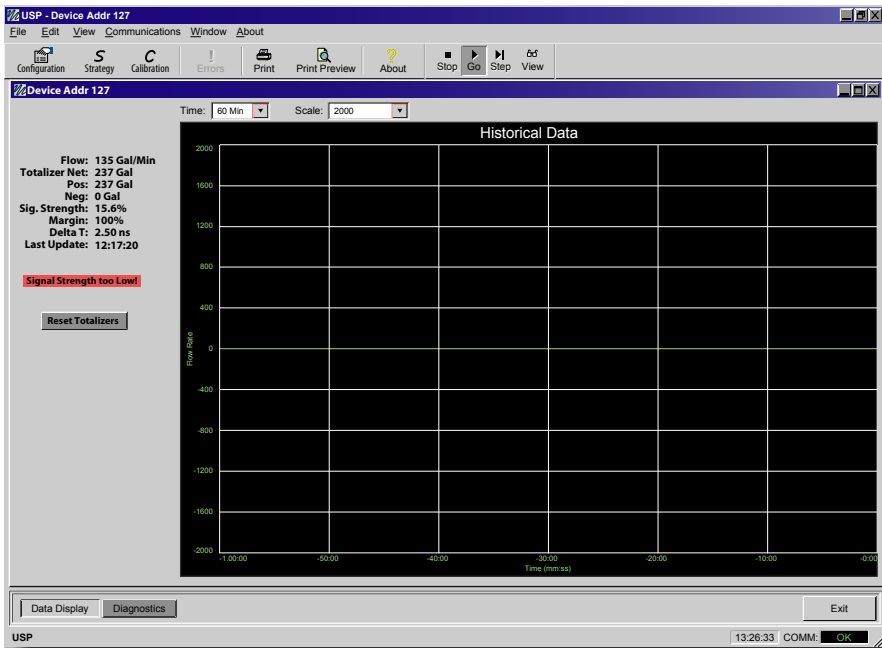 USP - Device Addr 127
File Edit View Communications Window About
Configuration Strategy Calibration Errors Print Print Preview About Stop Go Step View
Device Addr 127
Time: 60 Min Scale: 2000
Historical Data
Flow: 135 Gal/Min
Totalizer Net: 237 Gal
Pos: 237 Gal
Neg: 0 Gal
Sig. Strength: 15.6%
Margin: 100%
Delta T: 2.50 ns
Last Update: 12:17:20
Signal Strength too Low!
Reset Totalizers
2000
1600
1200
800
400
0
-400
-800
-1200
-1600
-2000
Flow Rate
-1.00:00 -50:00 -40:00 -30:00 -20:00 -10:00 -0:00
Time (mm:ss)
Data Display Diagnostics Exit
USP 13:26:33 COMM: OK